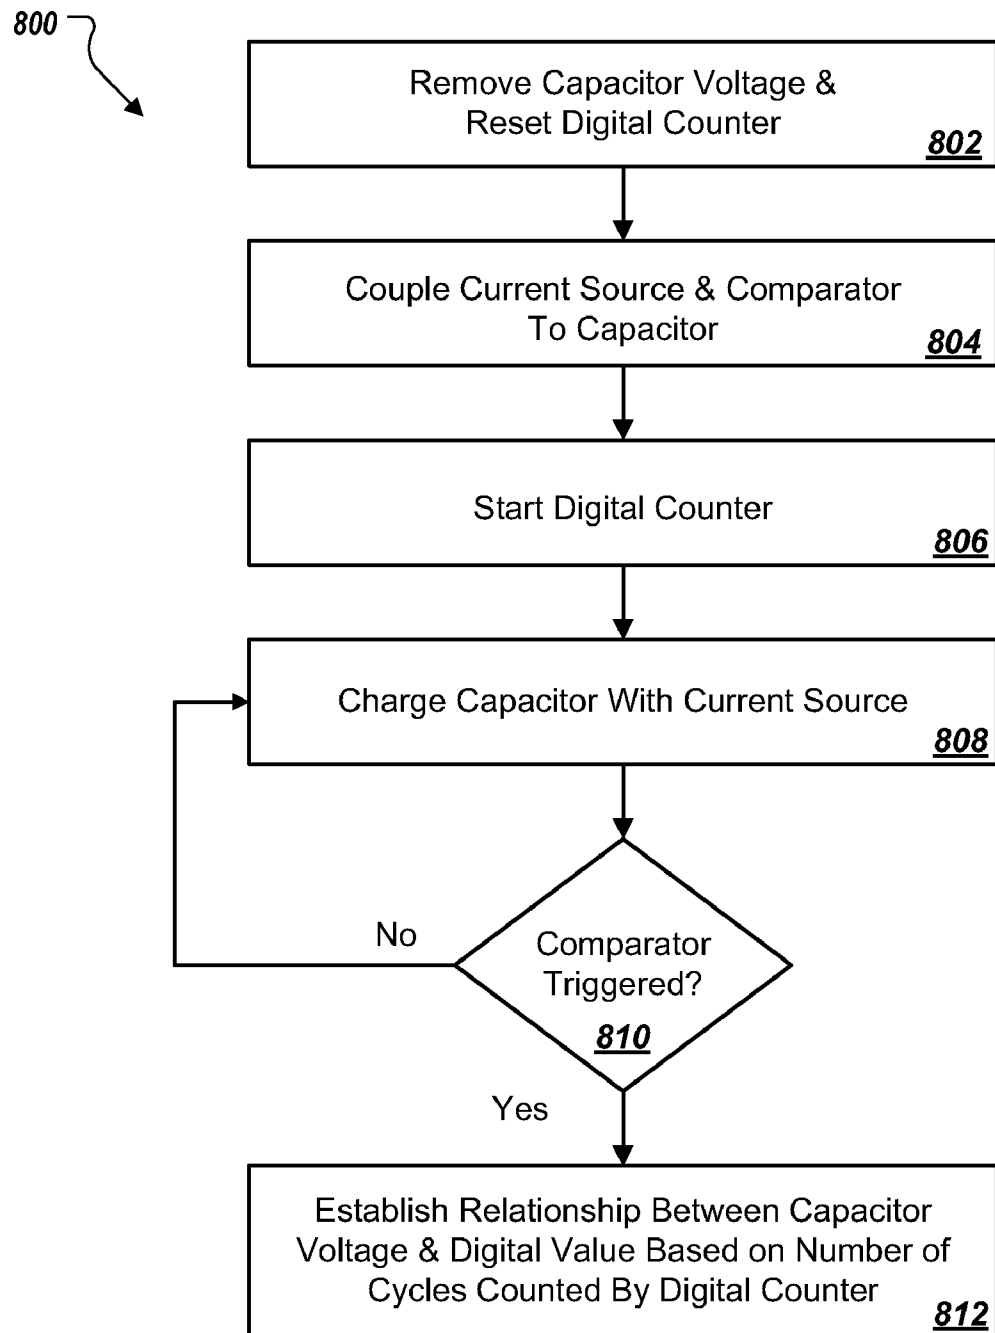 800
Remove Capacitor Voltage &
Reset Digital Counter
802
Couple Current Source & Comparator
To Capacitor
804
Start Digital Counter
806
Charge Capacitor With Current Source
808
No
Comparator
Triggered?
810
Yes
Establish Relationship Between Capacitor
Voltage & Digital Value Based on Number of
Cycles Counted By Digital Counter
812